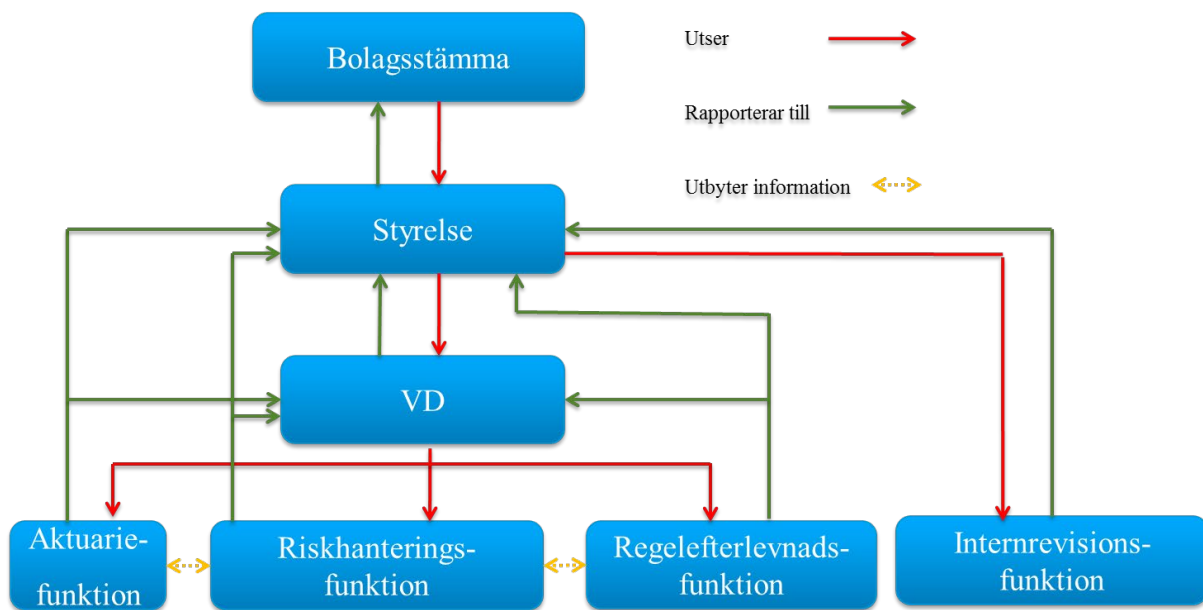 Bolagsstämma
Utser
Rapporterar till
Utbyter information
Styrelse
VD
Aktuarie-
funktion
Riskhanterings-
funktion
Regelefterlevnads-
funktion
Internrevisions-
funktion